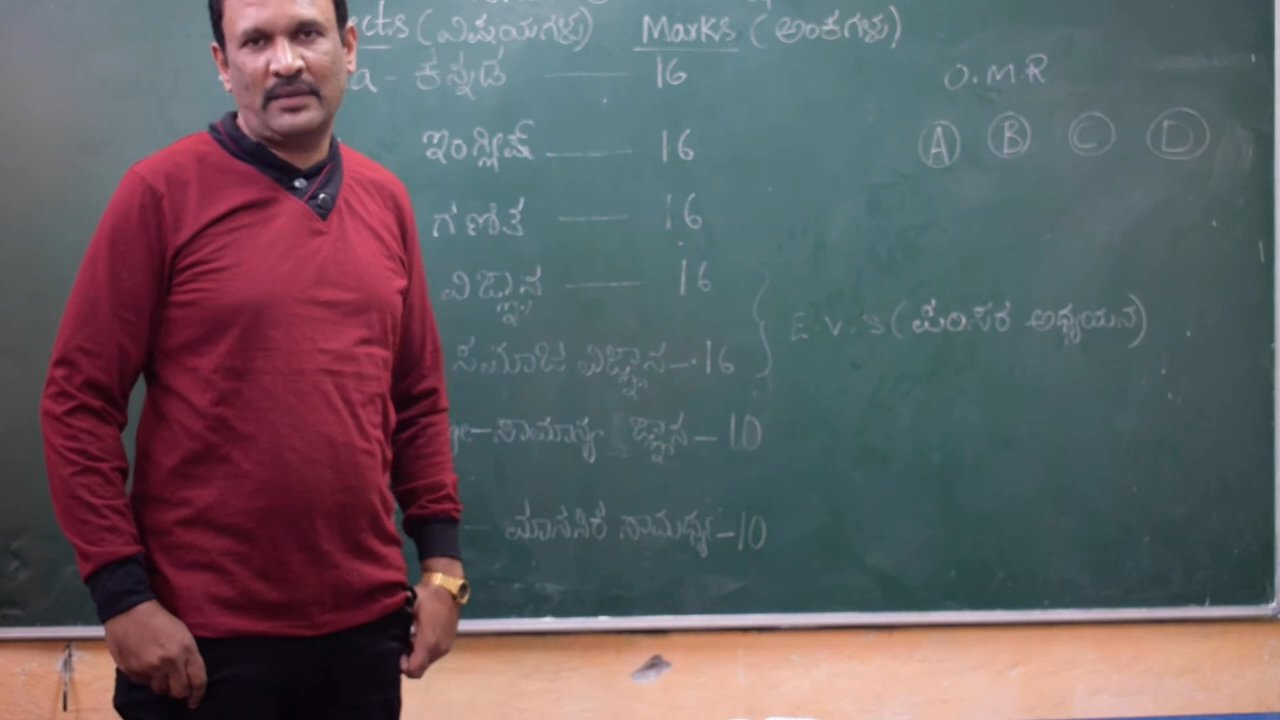 ects (ವಿಷಯಗಳು) Marks (ಅಂಕಗಳು)
a - ಕನ್ನಡ — 16
O.M.R
ಇಂಗ್ಲೀಷ್ — 16
A B C D
ಗಣಿತ — 16
ವಿಜ್ಞಾನ — 16
E.V.S (ಪರಿಸರ ಅಧ್ಯಯನ)
ಸಮಾಜ ವಿಜ್ಞಾನ - 16
ge - ಸಾಮಾನ್ಯ ಜ್ಞಾನ - 10
- ಮಾನಸಿಕ ಸಾಮರ್ಥ್ಯ - 10